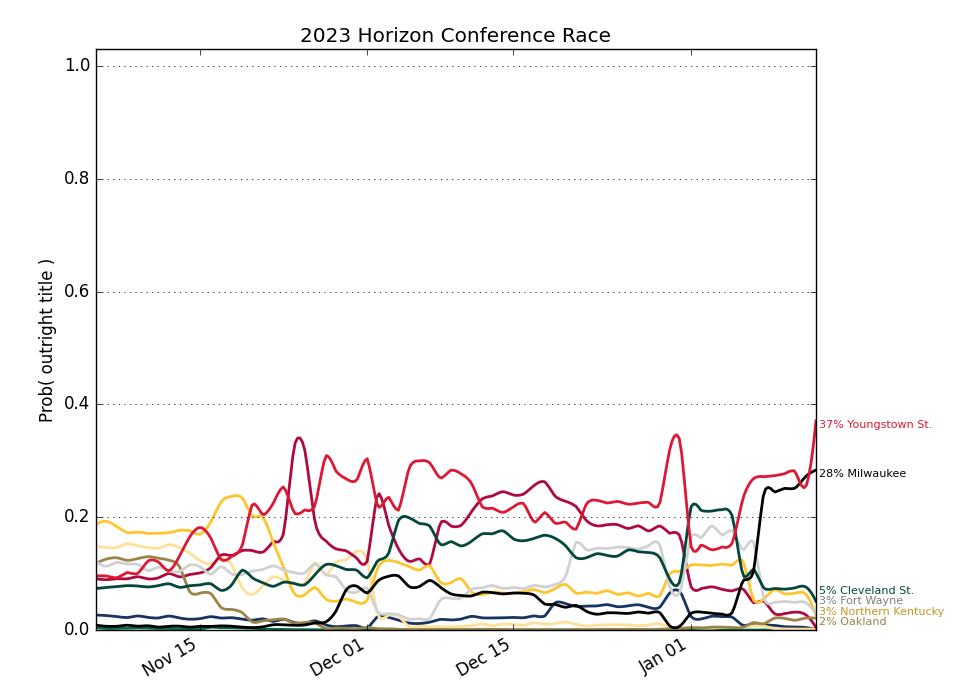 2023 Horizon Conference Race
Prob( outright title )
1.0
0.8
0.6
0.4
0.2
0.0
Nov 15
Dec 01
Dec 15
Jan 01
37% Youngstown St.
28% Milwaukee
5% Cleveland St.
3% Fort Wayne
3% Northern Kentucky
2% Oakland